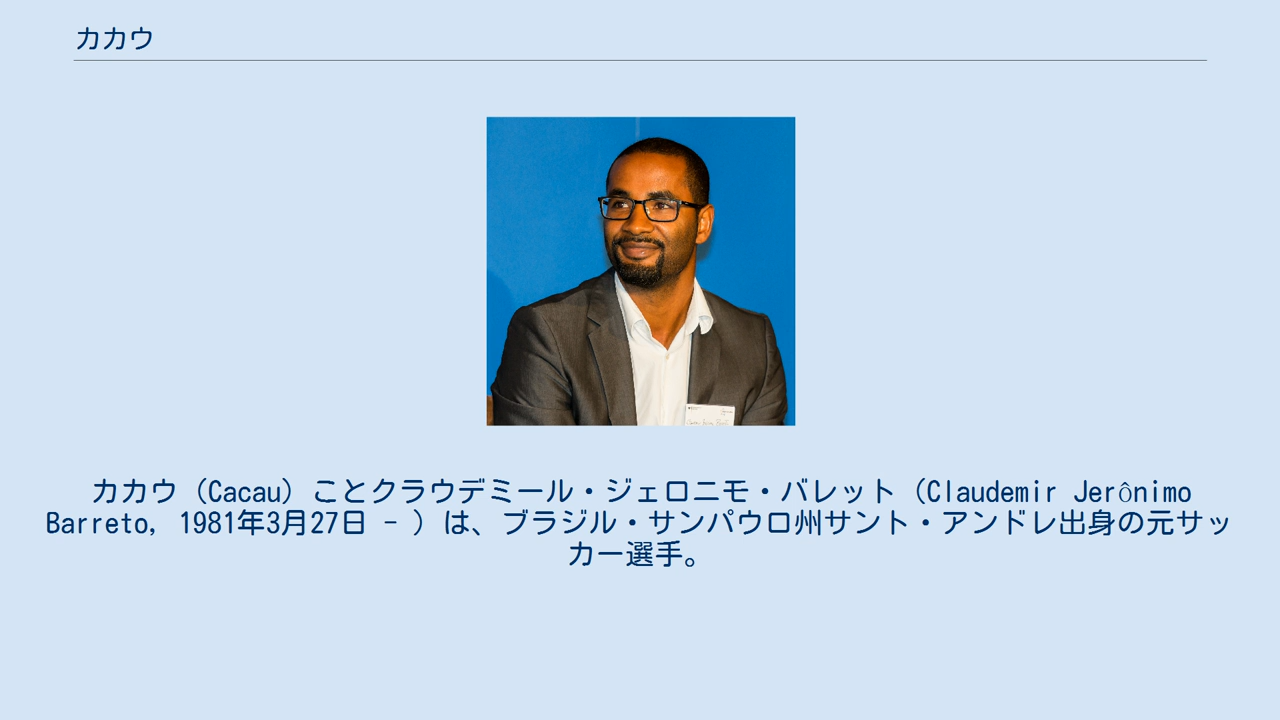 カカウ
カカウ（Cacau）ことクラウデミール・ジェロニモ・バレット（Claudemir Jerônimo
Barreto, 1981年3月27日 - ）は、ブラジル・サンパウロ州サント・アンドレ出身の元サッ
カー選手。